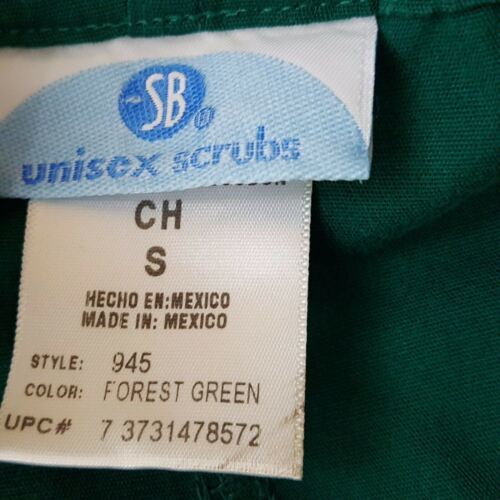 SB
unisex scrubs
CH
S
HECHO EN:MEXICO
MADE IN: MEXICO
STYLE: 945
COLOR: FOREST GREEN
UPC# 7 3731478572